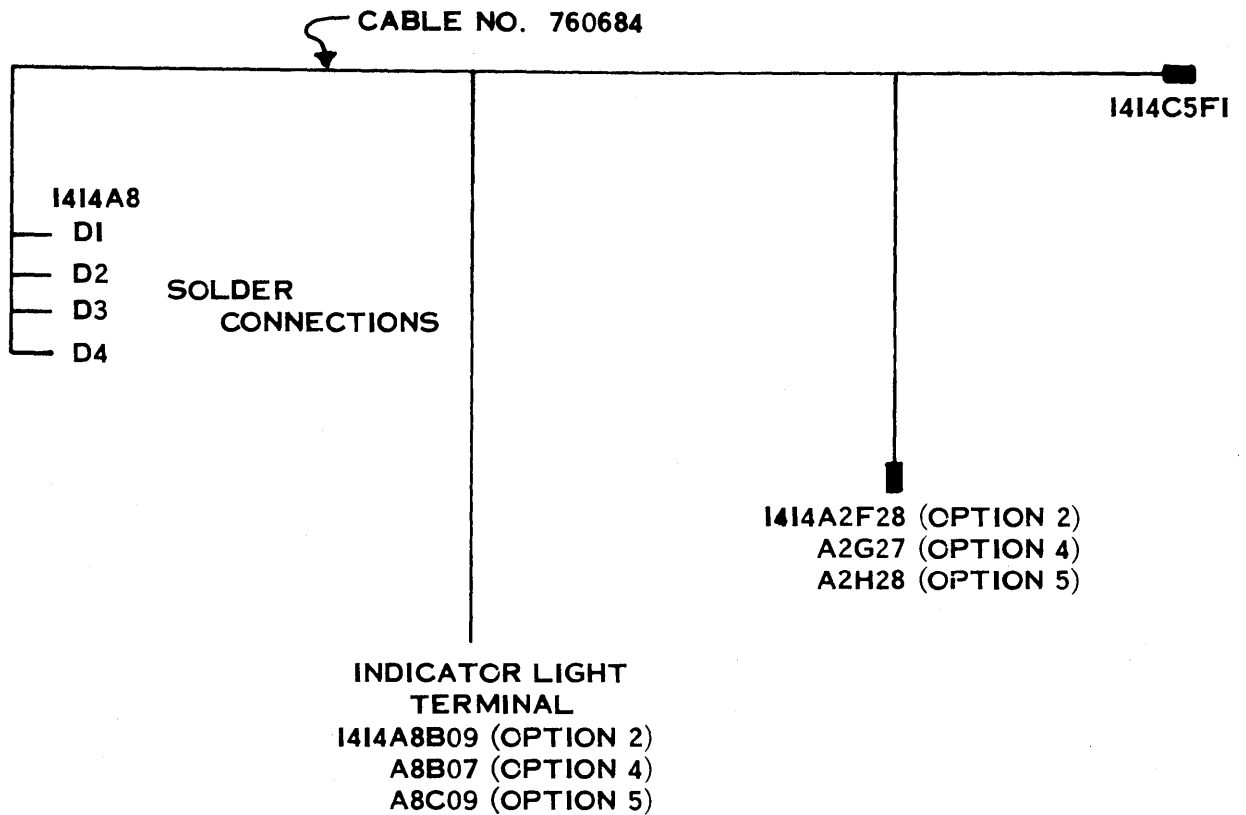 CABLE NO. 760684
1414C5F1
1414A8
D1
D2
D3
D4
SOLDER
CONNECTIONS
1414A2F28 (OPTION 2)
A2G27 (OPTION 4)
A2H28 (OPTION 5)
INDICATOR LIGHT
TERMINAL
1414A8B09 (OPTION 2)
A8B07 (OPTION 4)
A8C09 (OPTION 5)